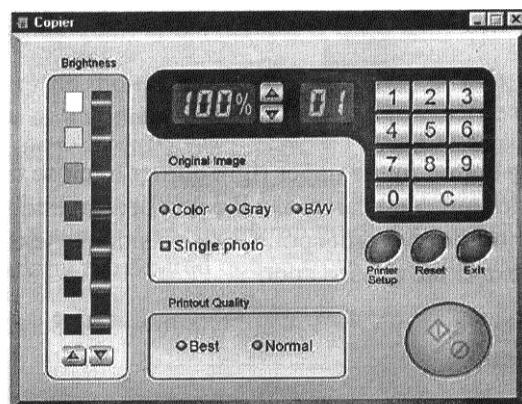 Copier
Brightness
100% 01
1 2 3
4 5 6
7 8 9
0 C
Original Image
Color Gray B/W
Single photo
Printer Setup Reset Exit
Printout Quality
Best Normal